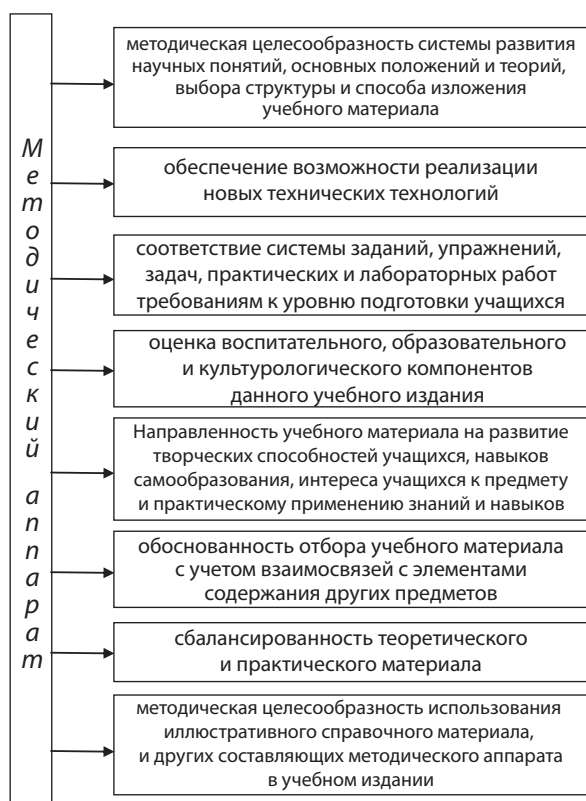 Методический аппарат
методическая целесообразность системы развития
научных понятий, основных положений и теорий,
выбора структуры и способа изложения
учебного материала
обеспечение возможности реализации
новых технических технологий
соответствие системы заданий, упражнений,
задач, практических и лабораторных работ
требованиям к уровню подготовки учащихся
оценка воспитательного, образовательного
и культурологического компонентов
данного учебного издания
Направленность учебного материала на развитие
творческих способностей учащихся, навыков
самообразования, интереса учащихся к предмету
и практическому применению знаний и навыков
обоснованность отбора учебного материала
с учетом взаимосвязей с элементами
содержания других предметов
сбалансированность теоретического
и практического материала
методическая целесообразность использования
иллюстративного справочного материала,
и других составляющих методического аппарата
в учебном издании